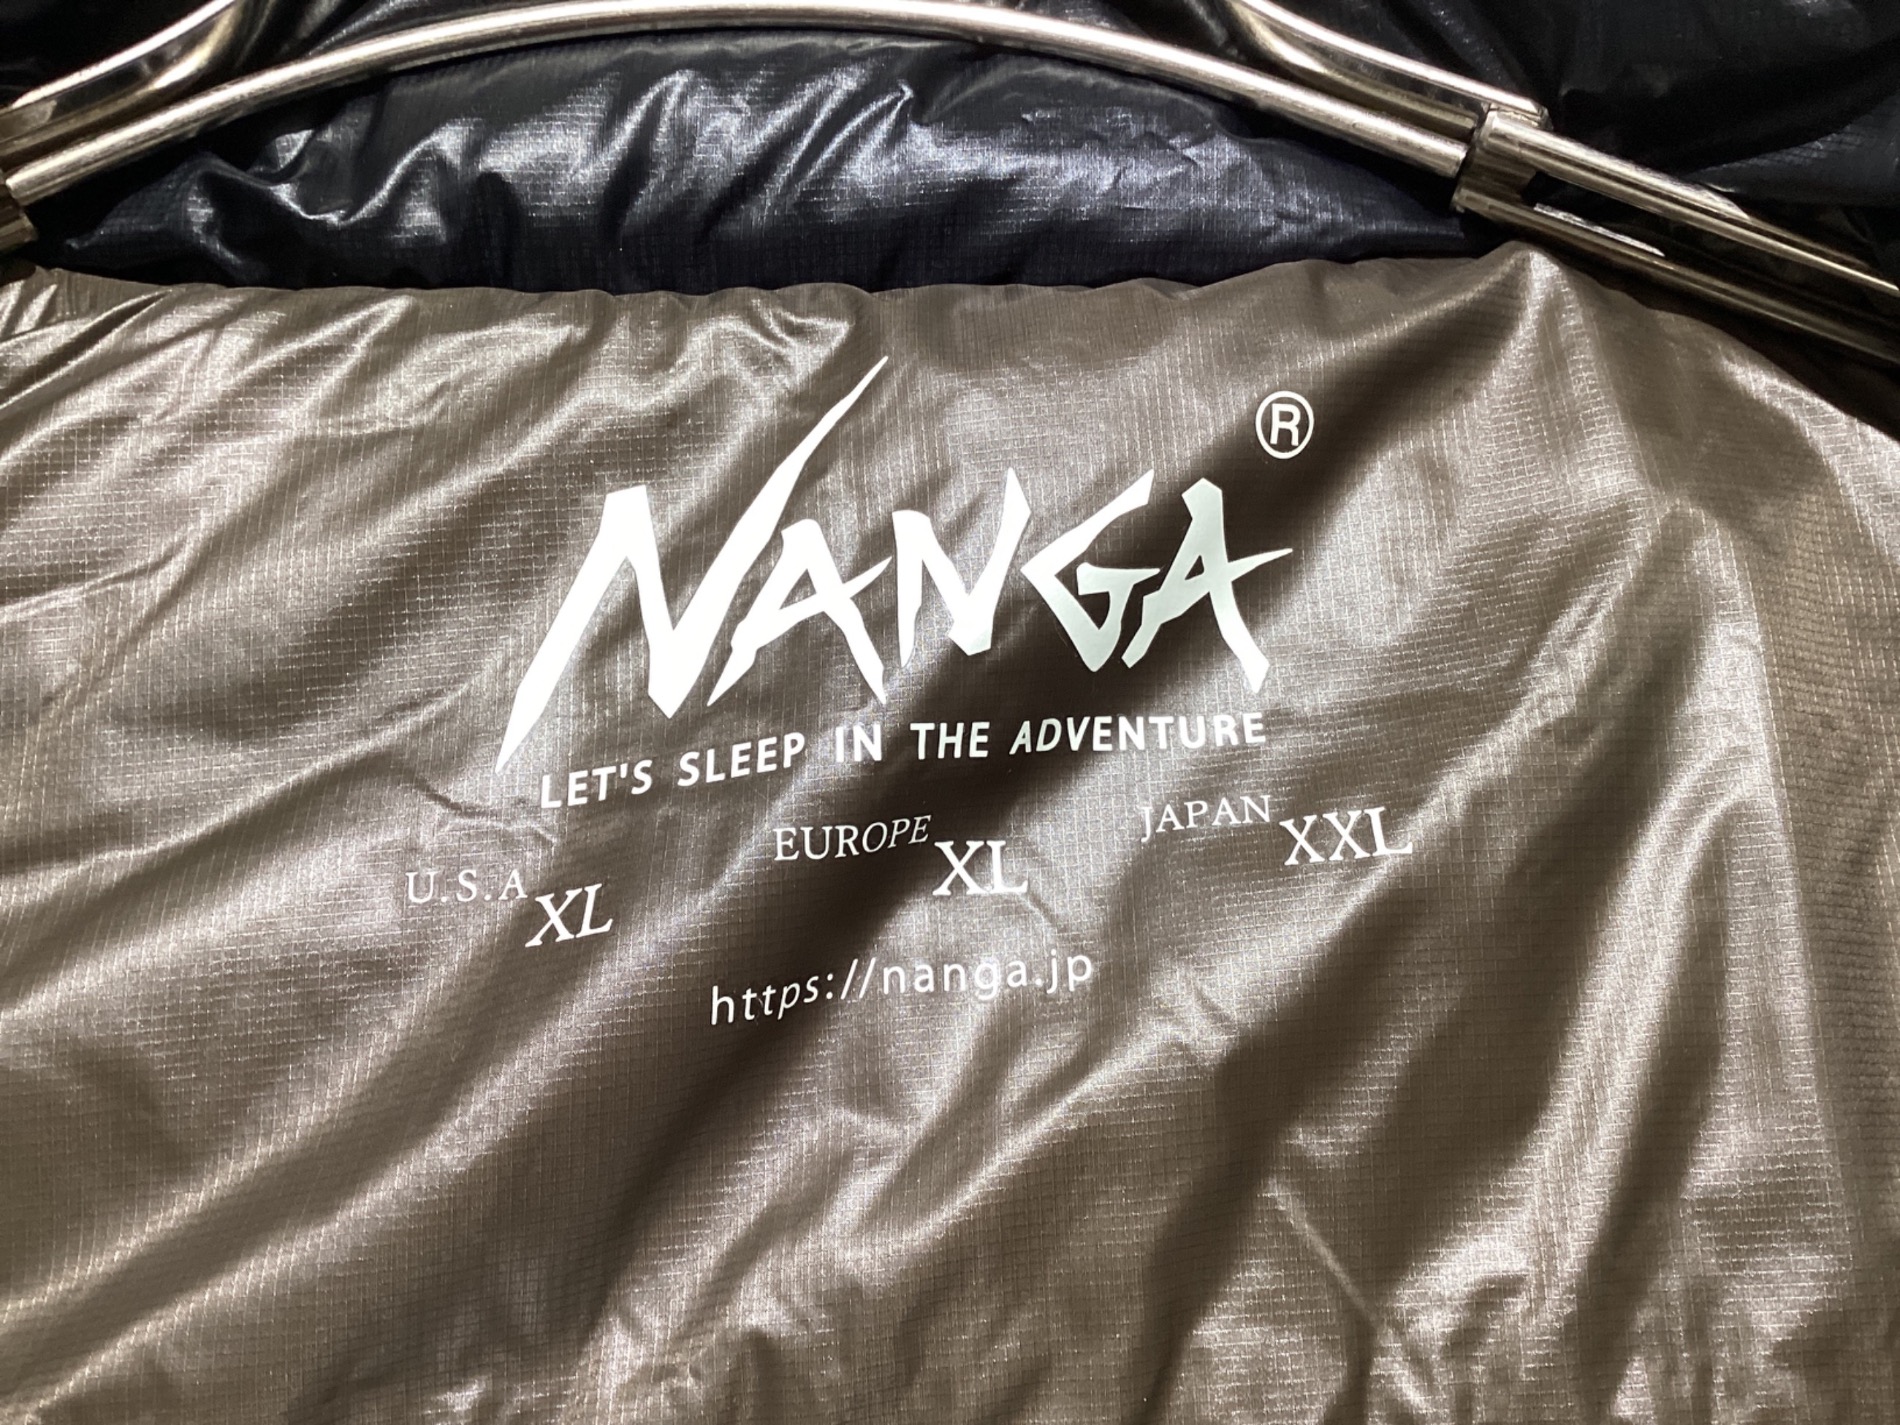 NANGA®
LET'S SLEEP IN THE ADVENTURE
U.S.A XL EUROPE XL JAPAN XXL
https://nanga.jp